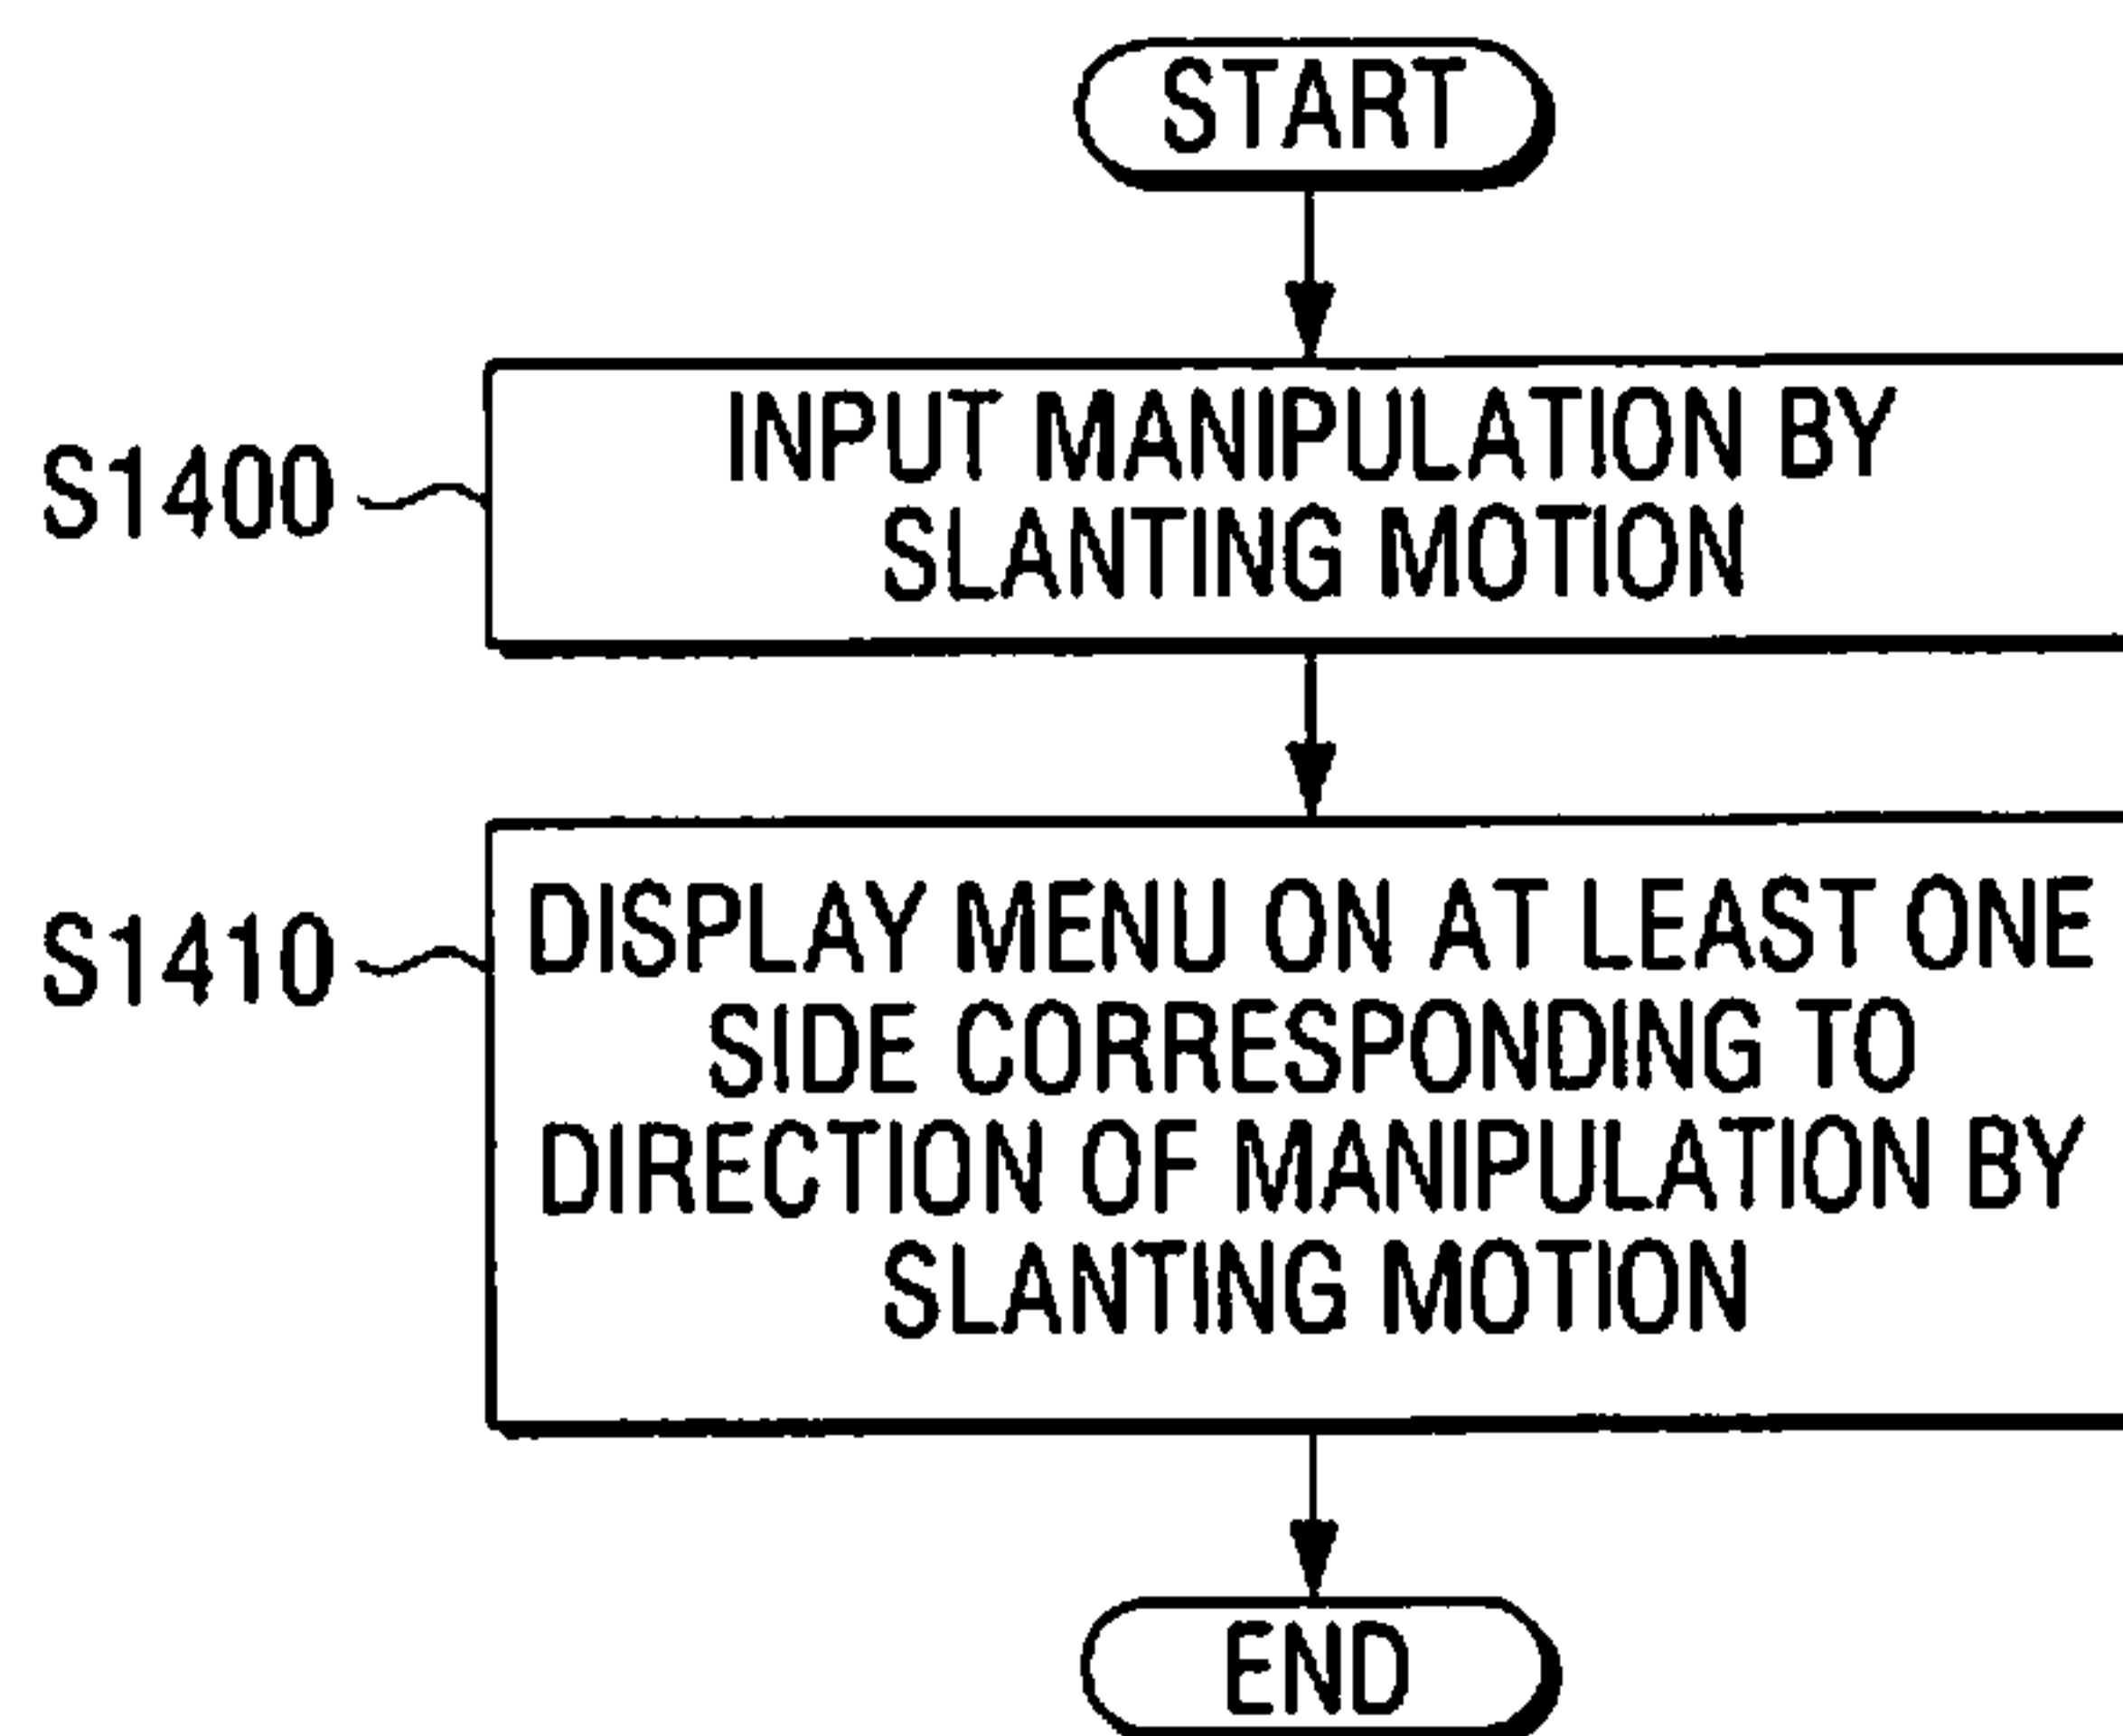 START
INPUT MANIPULATION BY
SLANTING MOTION
S1400
DISPLAY MENU ON AT LEAST ONE
SIDE CORRESPONDING TO
DIRECTION OF MANIPULATION BY
SLANTING MOTION
S1410
END